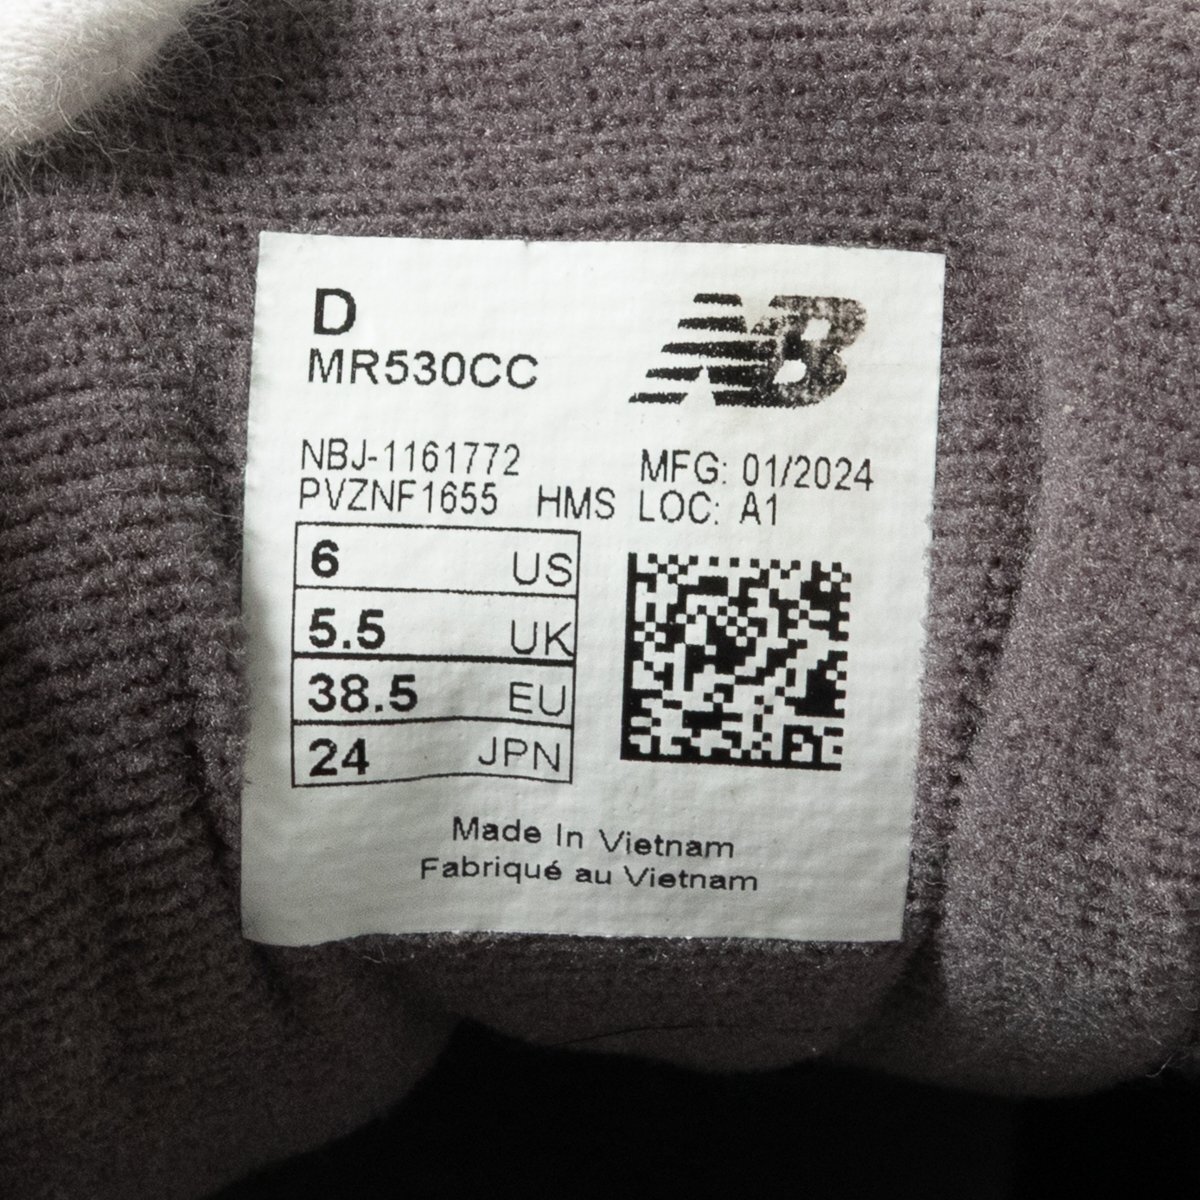 D
MR530CC
NB
NBJ-1161772
PVZNF1655 HMS
MFG: 01/2024
LOC: A1
6 US
5.5 UK
38.5 EU
24 JPN
Made In Vietnam
Fabriqué au Vietnam